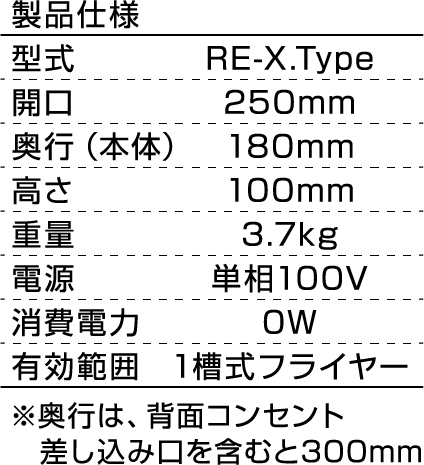 製品仕様
型式 RE-X.Type
開口 250mm
奥行（本体） 180mm
高さ 100mm
重量 3.7kg
電源 単相100V
消費電力 0W
有効範囲 1槽式フライヤー
※奥行は、背面コンセント
差し込み口を含むと300mm